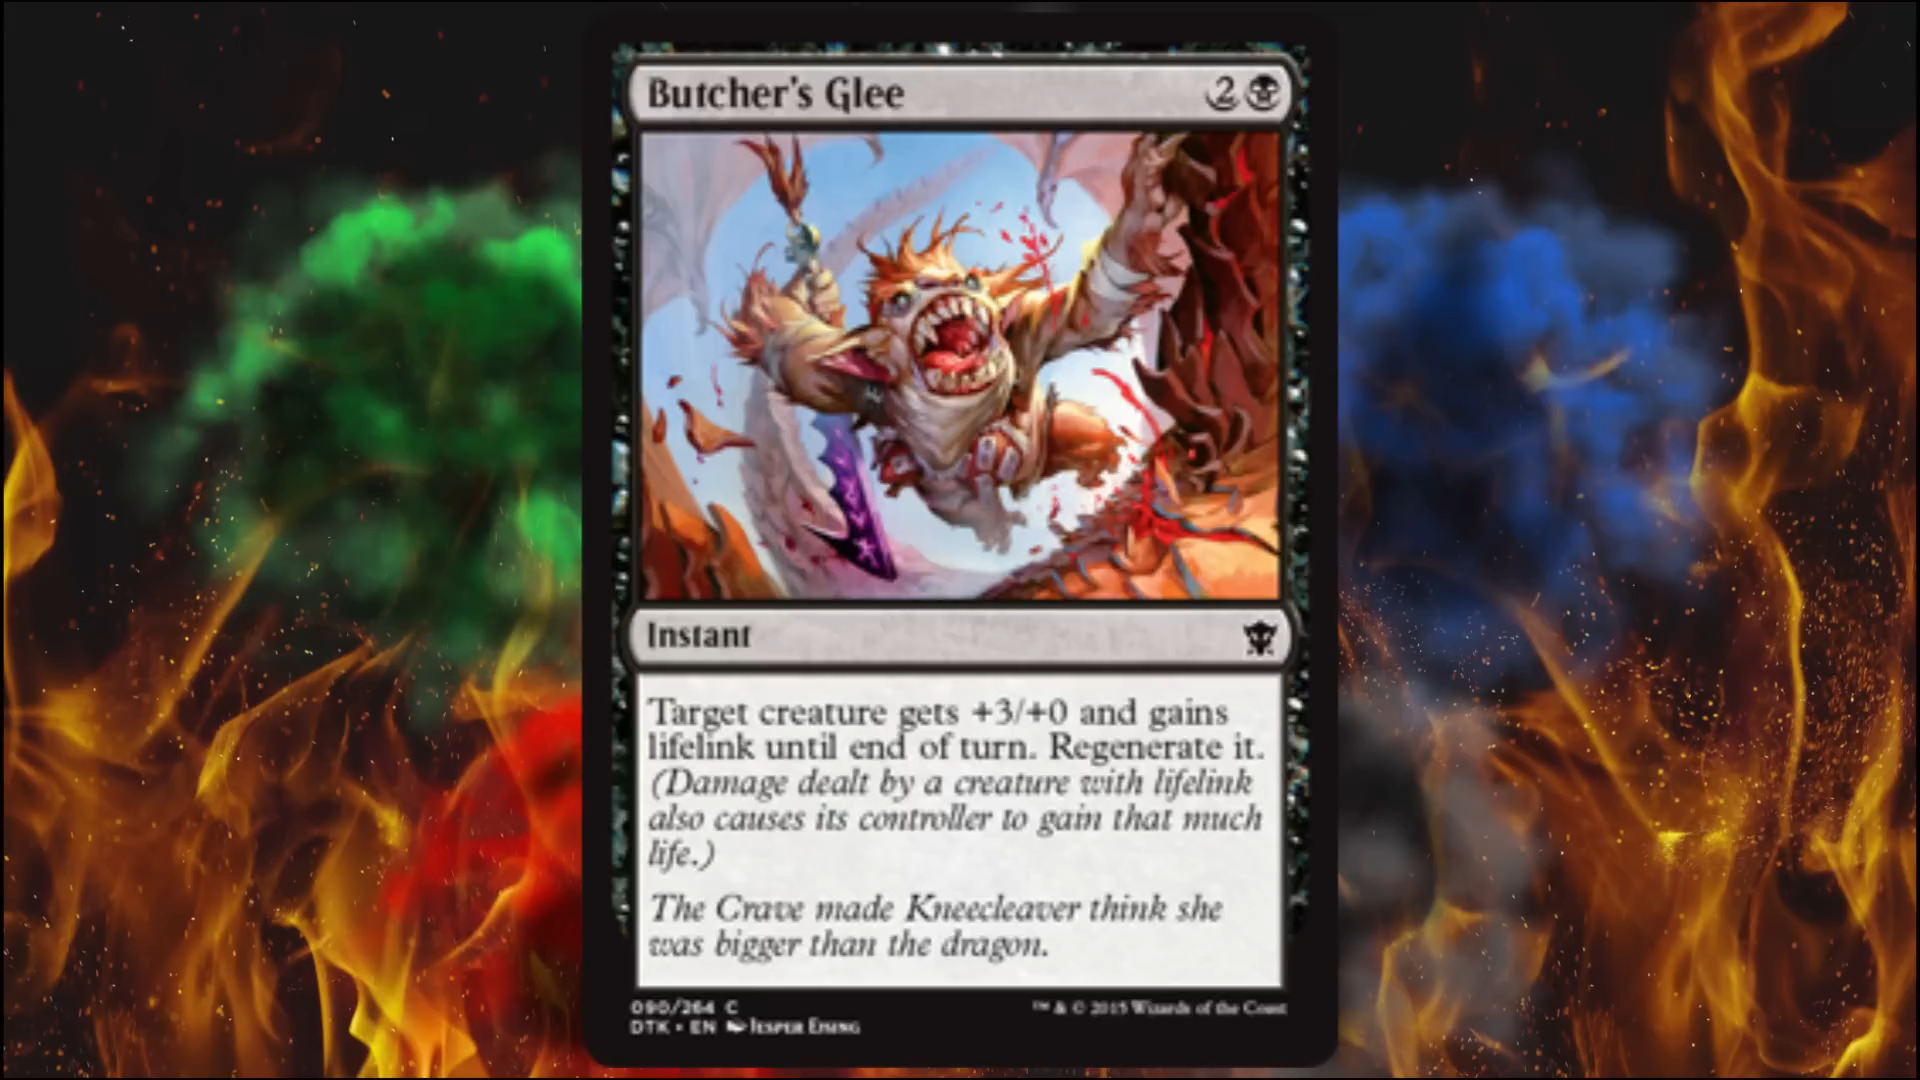 Butcher's Glee 2
Instant
Target creature gets +3/+0 and gains
lifelink until end of turn. Regenerate it.
(Damage dealt by a creature with lifelink
also causes its controller to gain that much
life.)
The Crave made Kneecleaver think she
was bigger than the dragon.
090/264 C
™ & © 2015 Wizards of the Coast
DTK • EN Jesper Ejsing